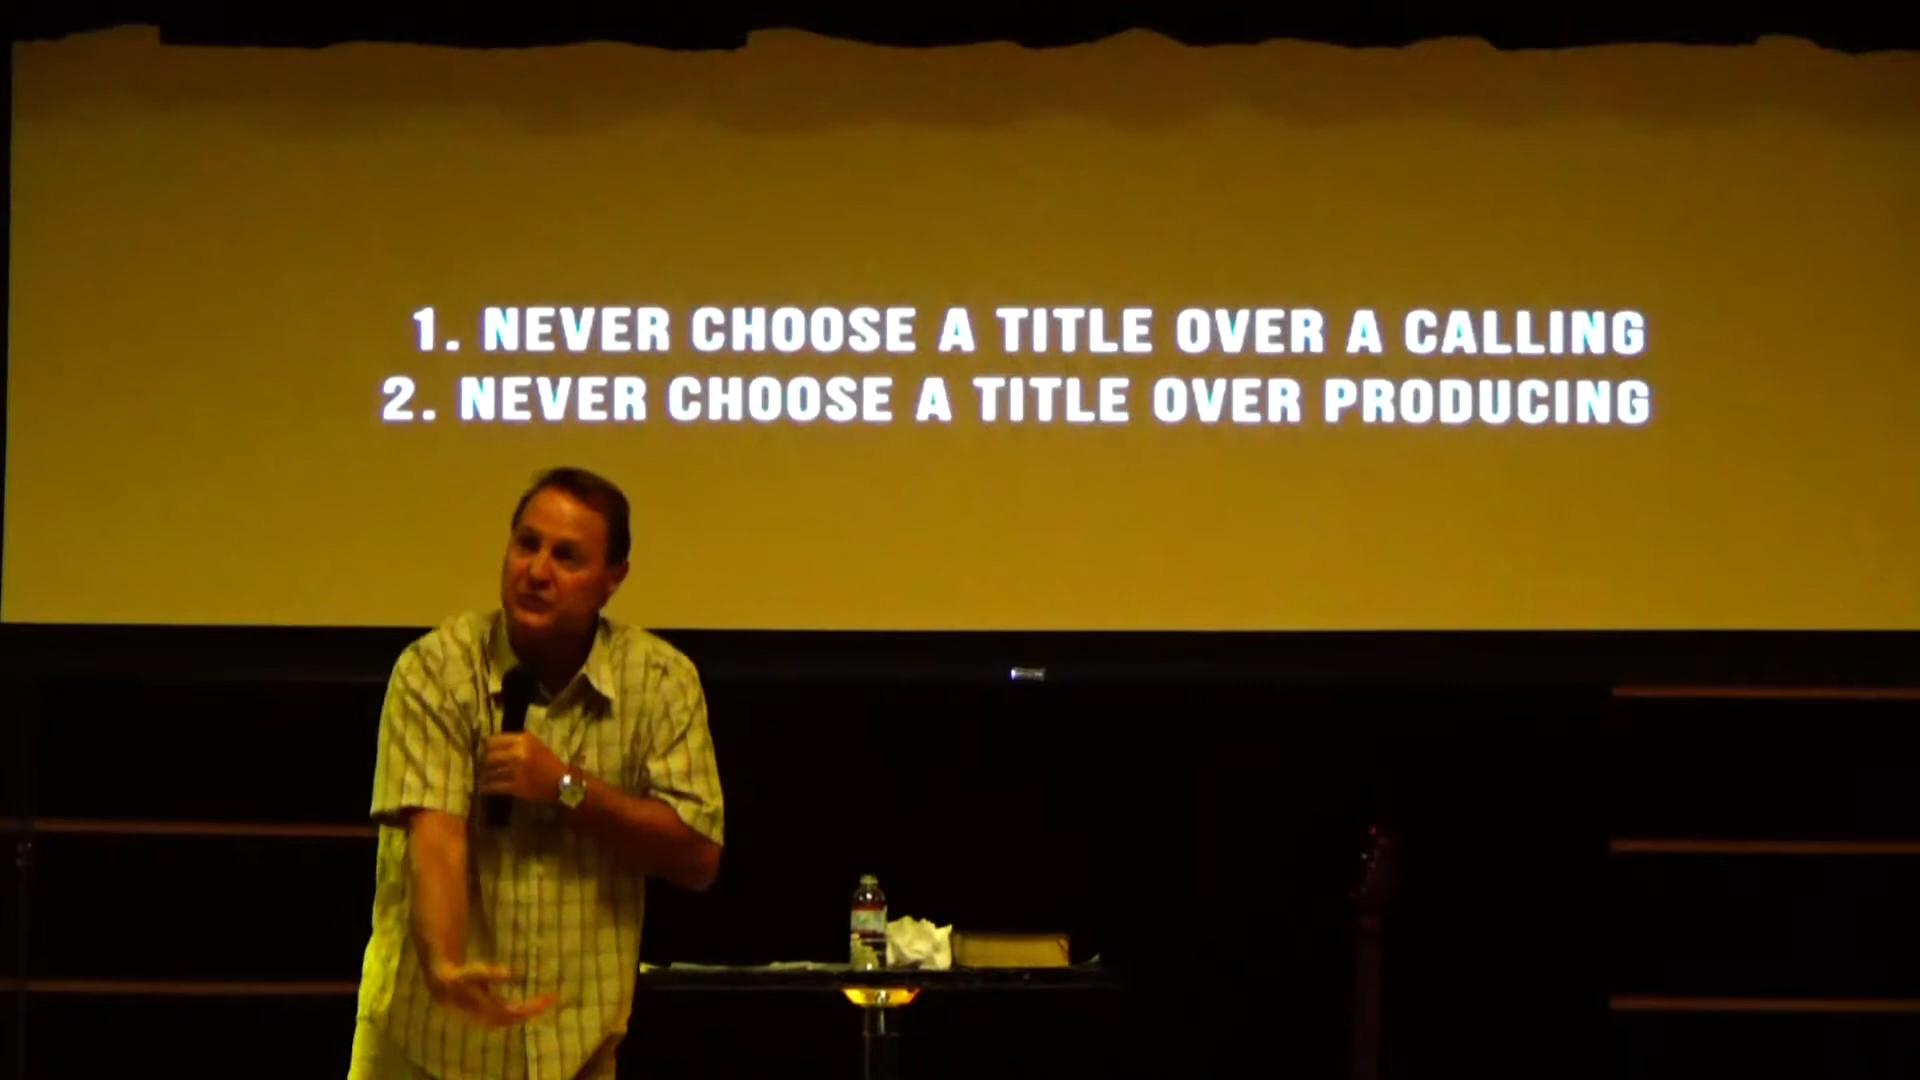 1. NEVER CHOOSE A TITLE OVER A CALLING
2. NEVER CHOOSE A TITLE OVER PRODUCING